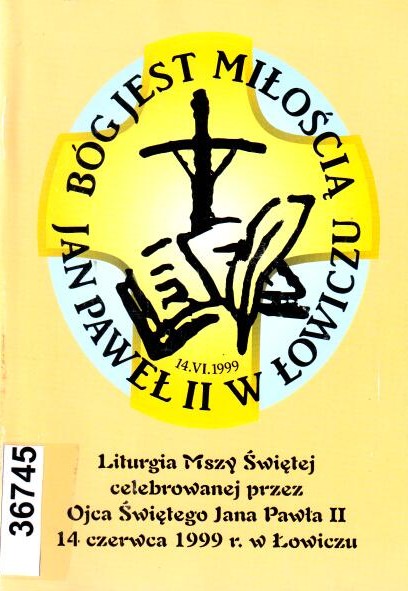 BÓG JEST MIŁOŚCIĄ
JAN PAWEŁ II W ŁOWICZU
14.VI.1999
Liturgia Mszy Świętej
celebrowanej przez
Ojca Świętego Jana Pawła II
14 czerwca 1999 r. w Łowiczu
36745